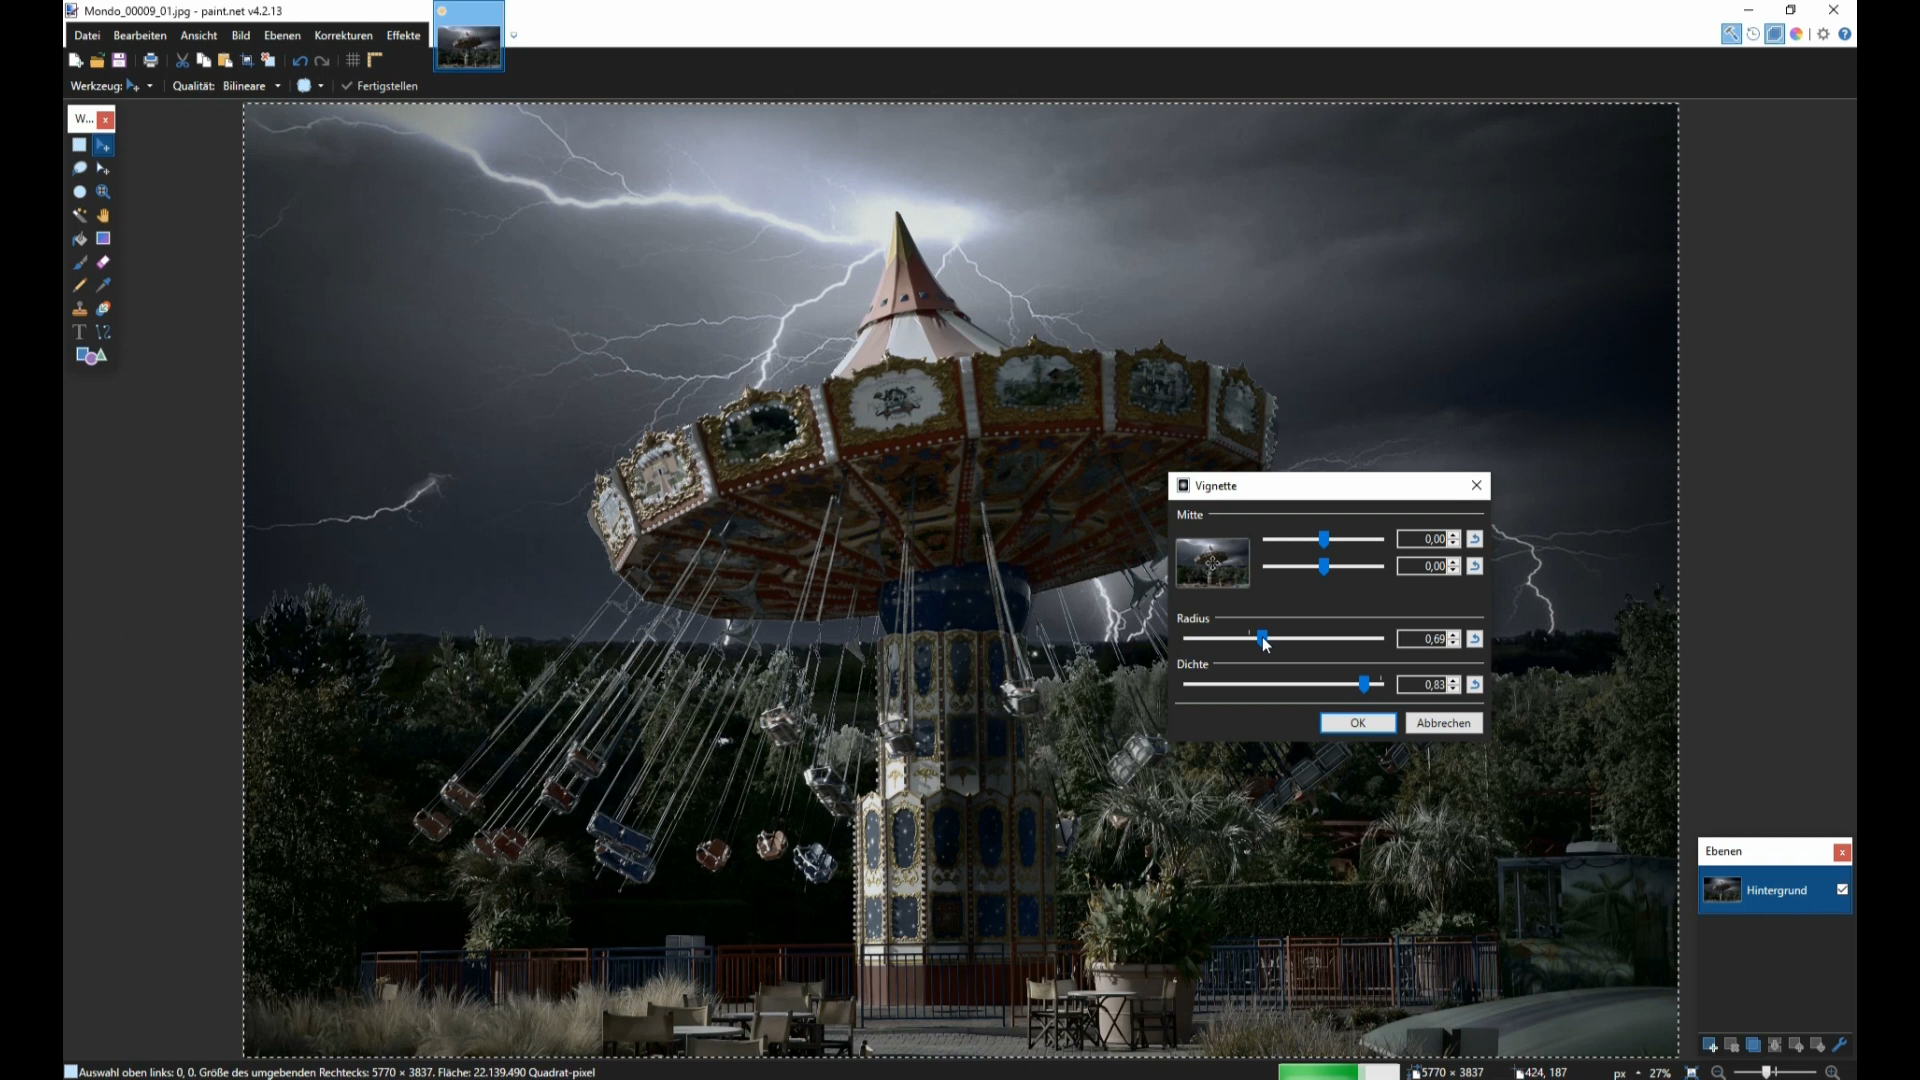 Mondo_00009_01.jpg - paint.net v4.2.13
Datei Bearbeiten Ansicht Bild Ebenen Korrekturen Effekte
Werkzeug: Qualität: Bilineare Fertigstellen
W...
Vignette
Mitte
0,00
0,00
Radius
0,69
Dichte
0,83
OK Abbrechen
Ebenen
Hintergrund
Auswahl oben links: 0, 0. Größe des umgebenden Rechtecks: 5770 × 3837. Fläche: 22.139.490 Quadrat-pixel
5770 × 3837 424, 187 px 27%